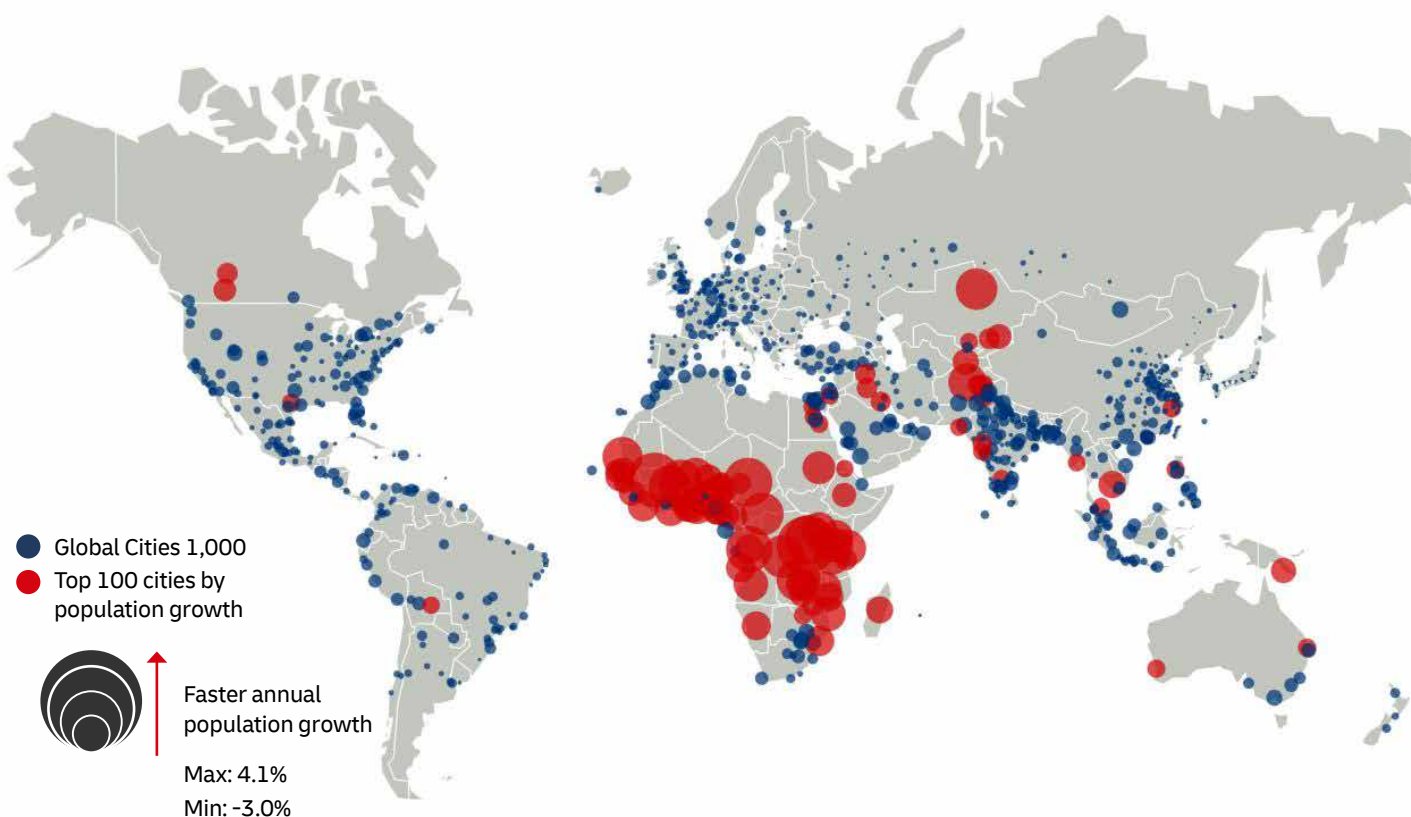 Global Cities 1,000
Top 100 cities by
population growth
Faster annual
population growth
Max: 4.1%
Min: -3.0%